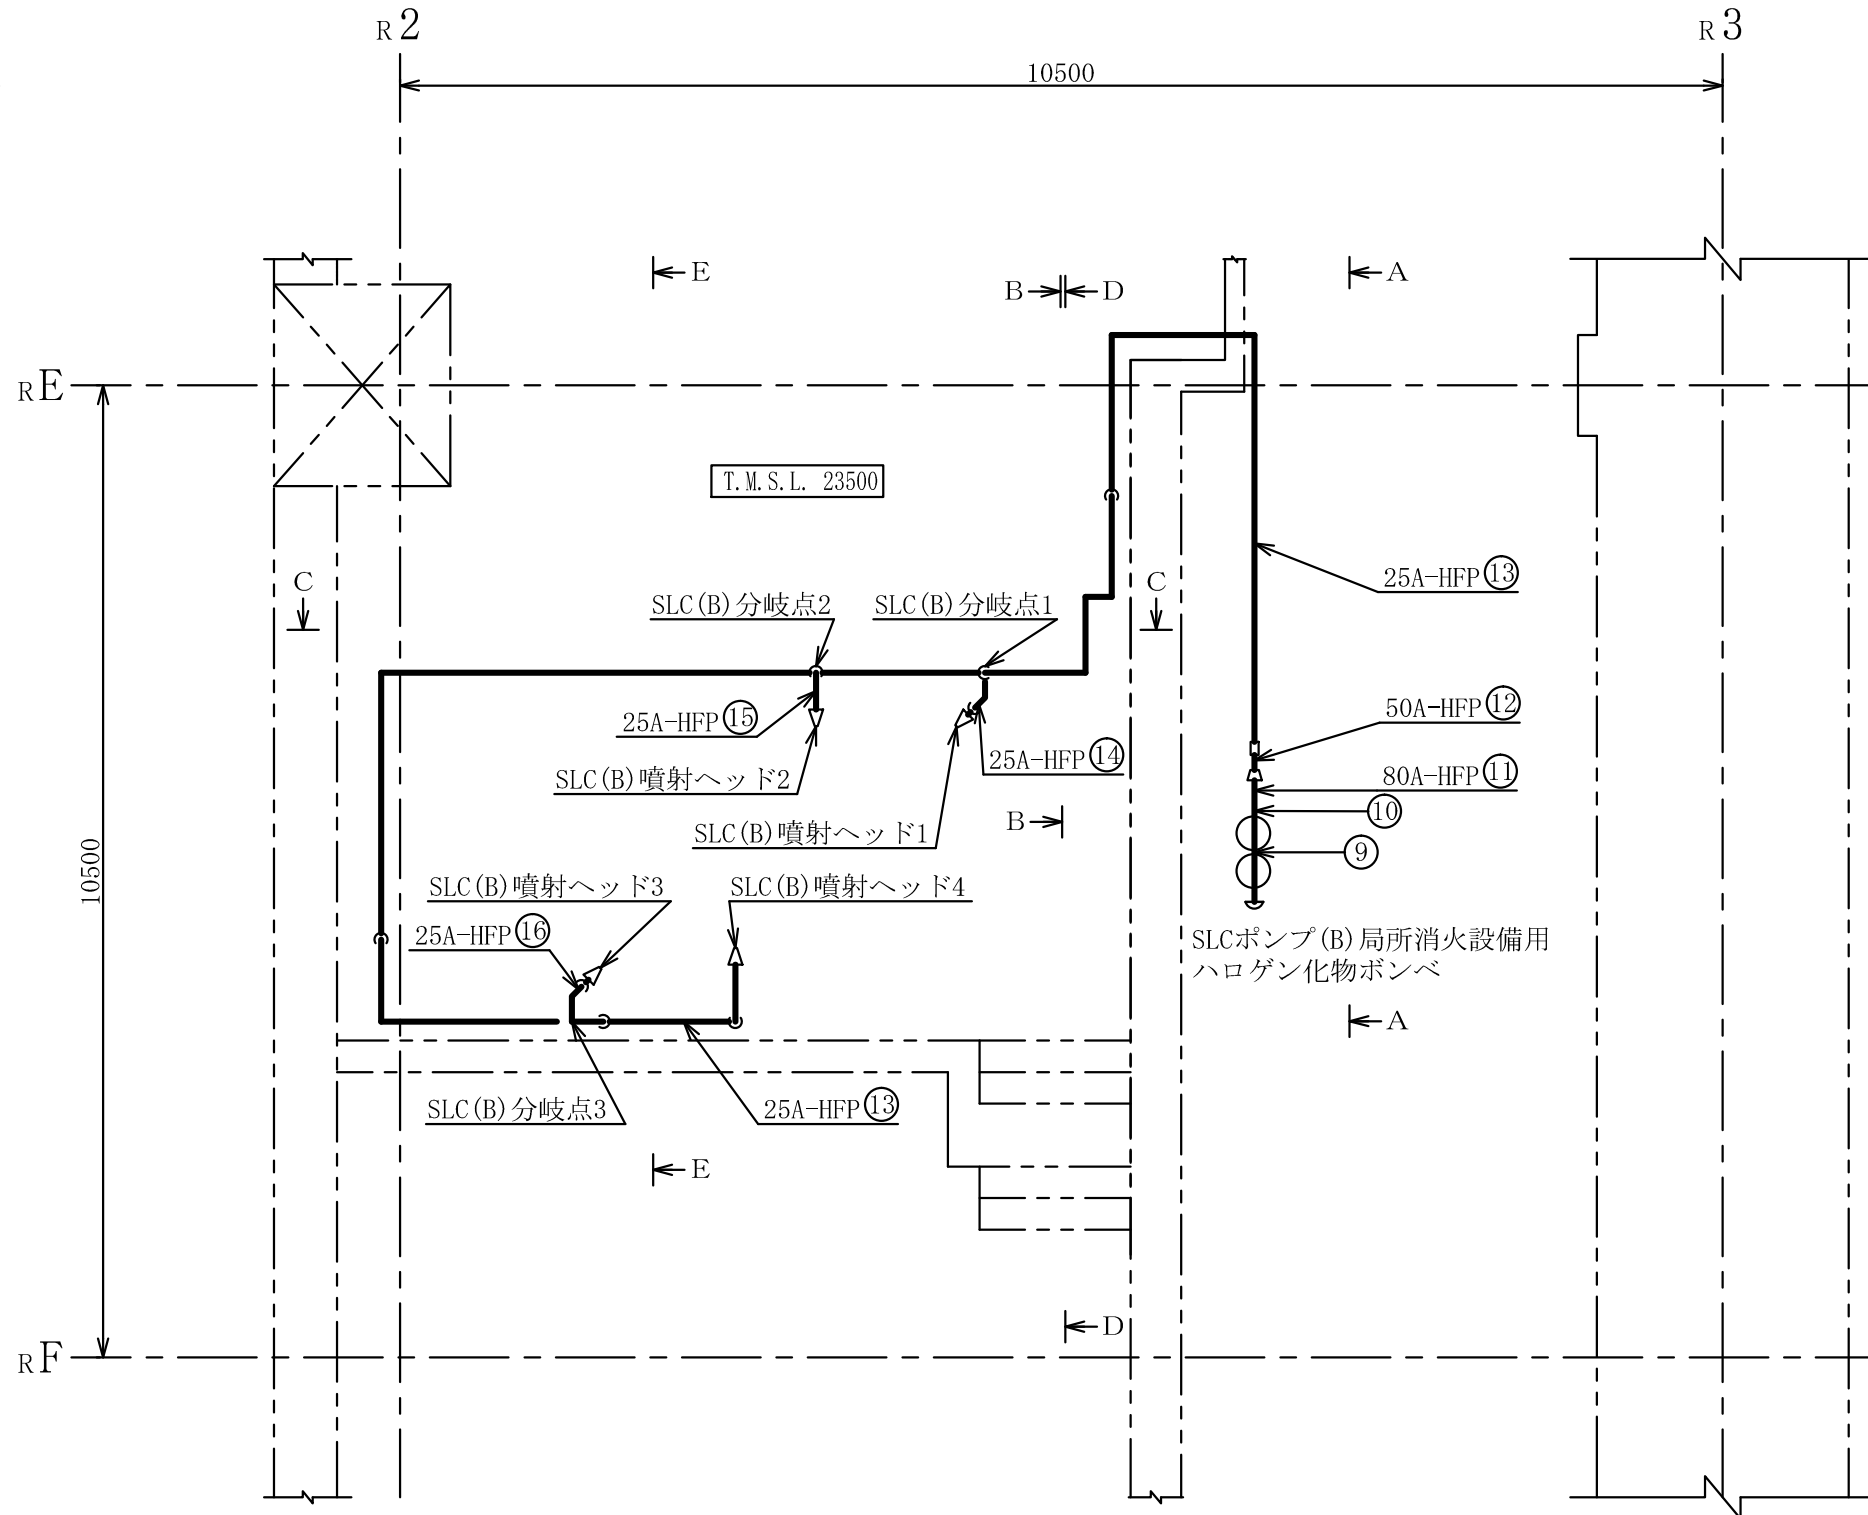 R2
R3
10500
E
B
D
A
RE
T.M.S.L. 23500
C
C
25A-HFP⑬
SLC(B)分岐点2
SLC(B)分岐点1
25A-HFP⑮
50A-HFP⑫
25A-HFP⑭
SLC(B)噴射ヘッド2
80A-HFP⑪
⑩
SLC(B)噴射ヘッド1
B
⑨
10500
SLC(B)噴射ヘッド3
SLC(B)噴射ヘッド4
25A-HFP⑯
SLCポンプ(B)局所消火設備用
ハロゲン化物ボンベ
A
SLC(B)分岐点3
25A-HFP⑬
E
D
RF